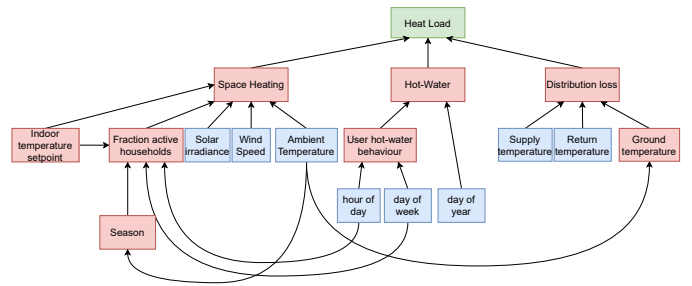 Heat Load
Space Heating
Hot-Water
Distribution loss
Indoor
temperature
setpoint
Fraction active
households
Solar
irradiance
Wind
Speed
Ambient
Temperature
User hot-water
behaviour
Supply
temperature
Return
temperature
Ground
temperature
hour of
day
day of
week
day of
year
Season